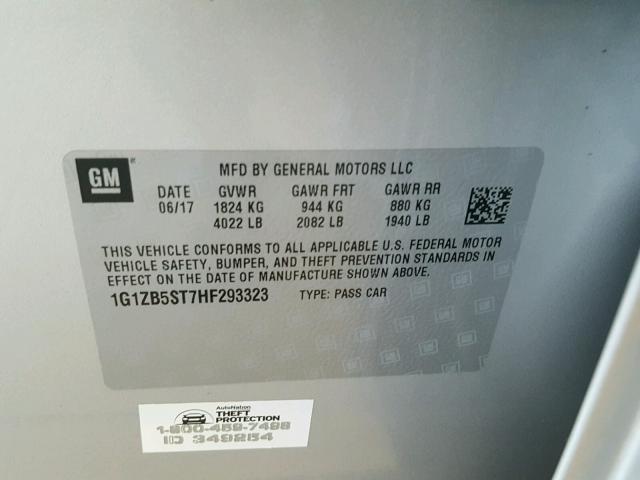 GM
MFD BY GENERAL MOTORS LLC
DATE GVWR GAWR FRT GAWR RR
06/17 1824 KG 944 KG 880 KG
4022 LB 2082 LB 1940 LB
THIS VEHICLE CONFORMS TO ALL APPLICABLE U.S. FEDERAL MOTOR
VEHICLE SAFETY, BUMPER, AND THEFT PREVENTION STANDARDS IN
EFFECT ON THE DATE OF MANUFACTURE SHOWN ABOVE.
1G1ZB5ST7HF293323 TYPE: PASS CAR
AutoNation
THEFT
PROTECTION
1-800-459-7498
ID 349254